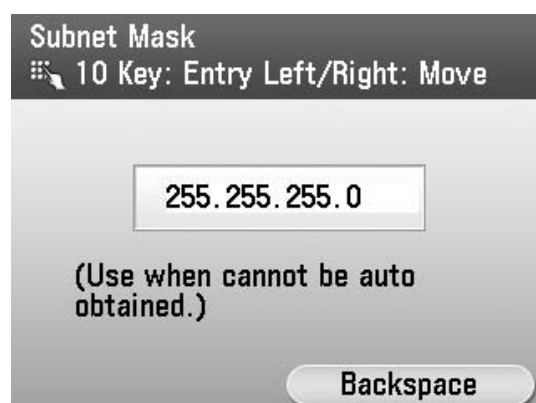 Subnet Mask
10 Key: Entry Left/Right: Move
255.255.255.0
(Use when cannot be auto
obtained.)
Backspace